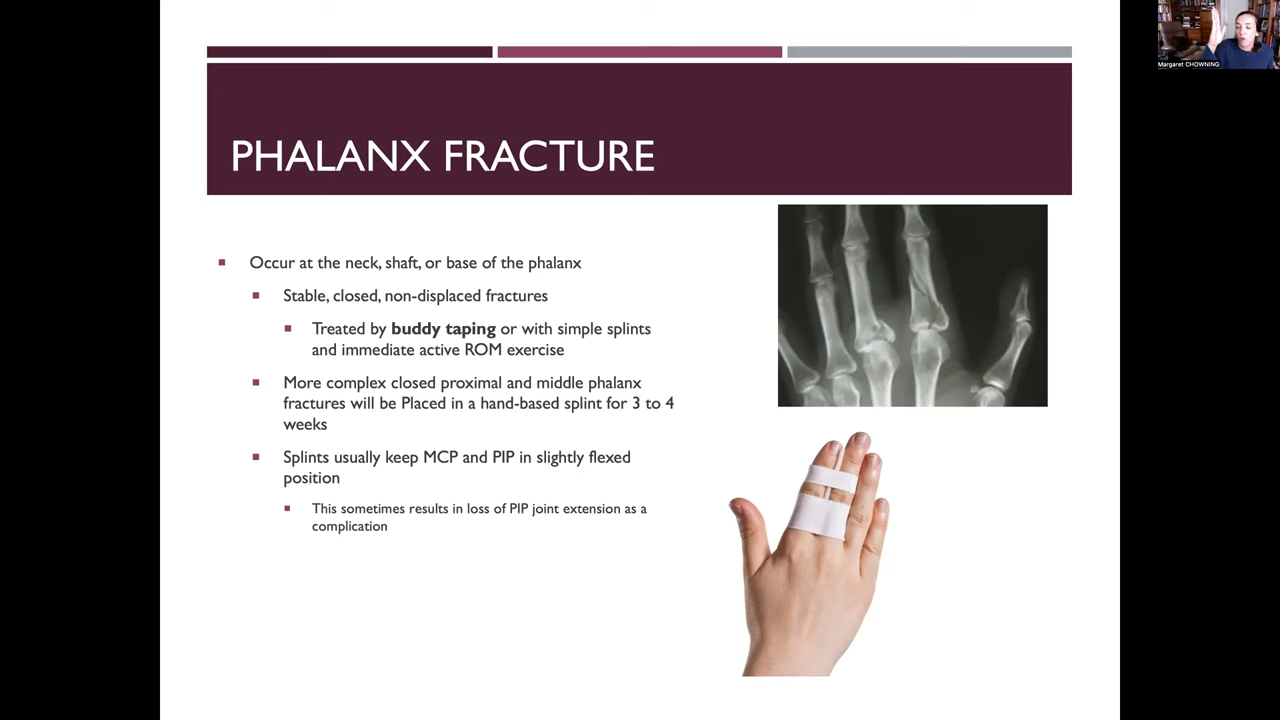 Margaret CHOWNING
PHALANX FRACTURE
Occur at the neck, shaft, or base of the phalanx
Stable, closed, non-displaced fractures
Treated by buddy taping or with simple splints
and immediate active ROM exercise
More complex closed proximal and middle phalanx
fractures will be Placed in a hand-based splint for 3 to 4
weeks
Splints usually keep MCP and PIP in slightly flexed
position
This sometimes results in loss of PIP joint extension as a
complication